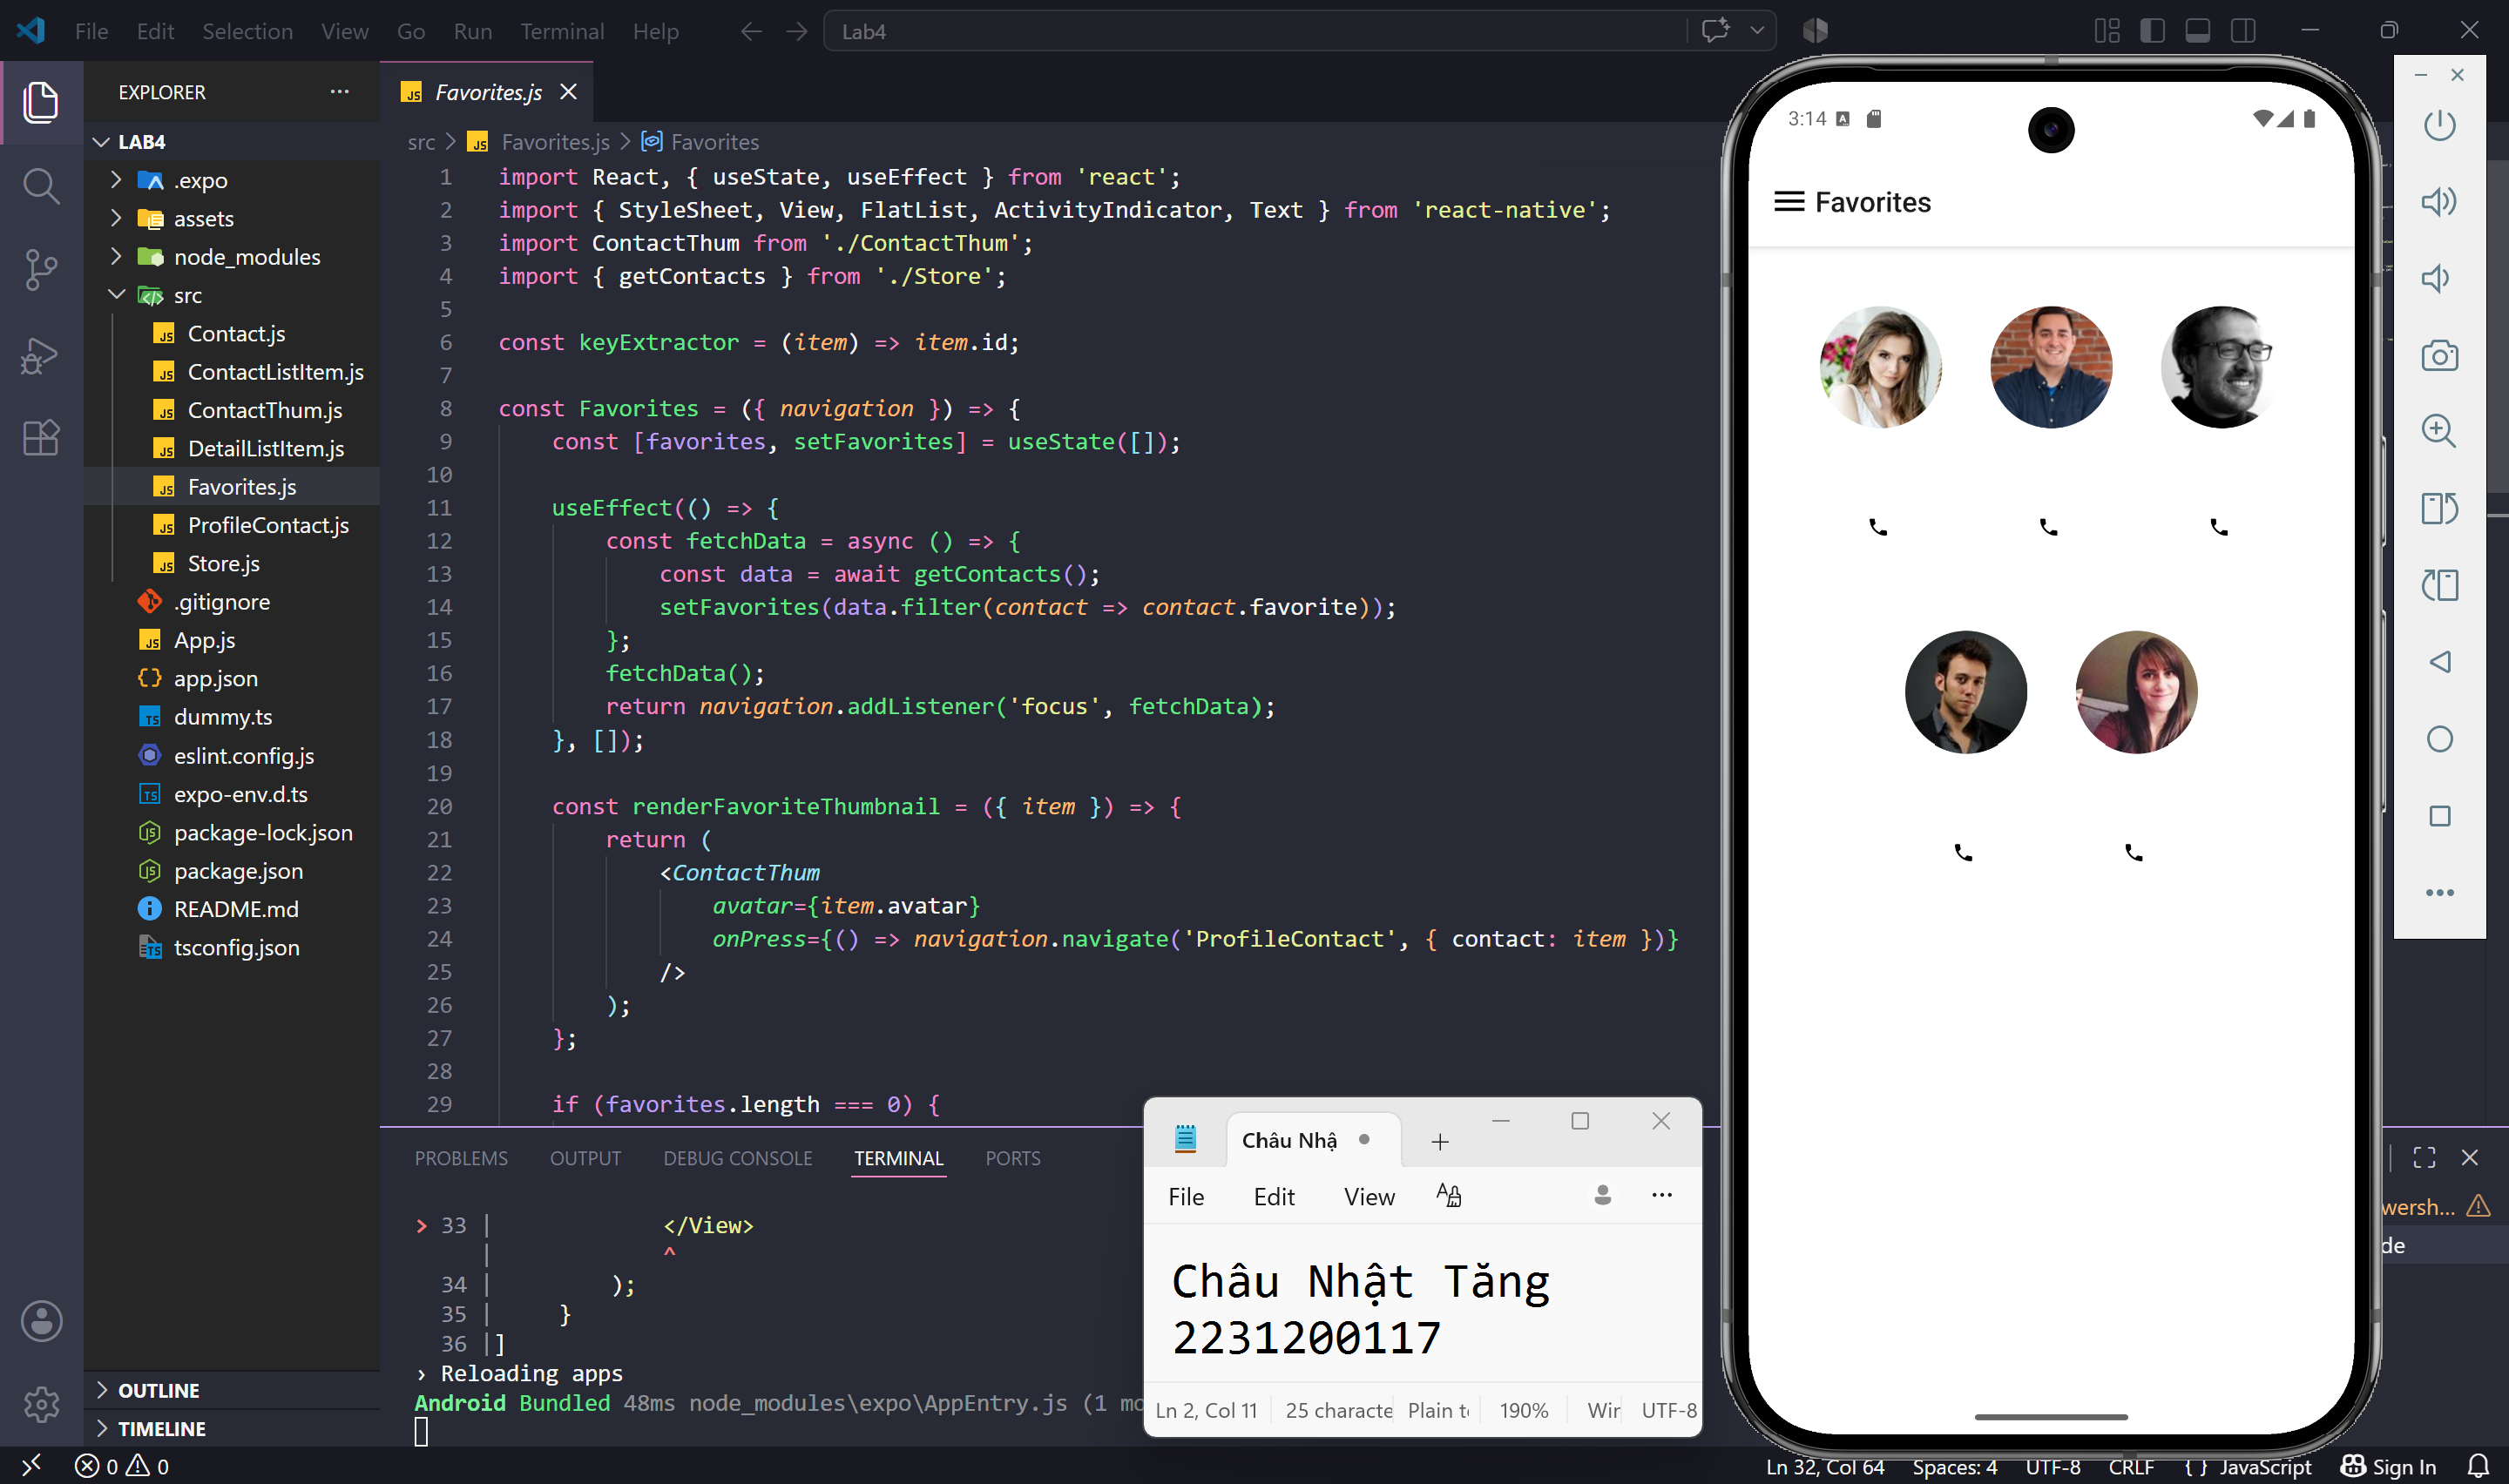 File Edit Selection View Go Run Terminal Help
Lab4
EXPLORER
LAB4
.expo
assets
node_modules
src
Contact.js
ContactListItem.js
ContactThum.js
DetailListItem.js
Favorites.js
ProfileContact.js
Store.js
.gitignore
App.js
app.json
dummy.ts
eslint.config.js
expo-env.d.ts
package-lock.json
package.json
README.md
tsconfig.json
OUTLINE
TIMELINE
Favorites.js
src > Favorites.js > Favorites
1 import React, { useState, useEffect } from 'react';
2 import { StyleSheet, View, FlatList, ActivityIndicator, Text } from 'react-native';
3 import ContactThum from './ContactThum';
4 import { getContacts } from './Store';
5
6 const keyExtractor = (item) => item.id;
7
8 const Favorites = ({ navigation }) => {
9 const [favorites, setFavorites] = useState([]);
10
11 useEffect(() => {
12 const fetchData = async () => {
13 const data = await getContacts();
14 setFavorites(data.filter(contact => contact.favorite));
15 };
16 fetchData();
17 return navigation.addListener('focus', fetchData);
18 }, []);
19
20 const renderFavoriteThumbnail = ({ item }) => {
21 return (
22 <ContactThum
23 avatar={item.avatar}
24 onPress={() => navigation.navigate('ProfileContact', { contact: item })}
25 />
26 );
27 };
28
29 if (favorites.length === 0) {
PROBLEMS OUTPUT DEBUG CONSOLE TERMINAL PORTS
> 33 | </View>
| ^
34 | );
35 | }
36 |]
› Reloading apps
Android Bundled 48ms node_modules\expo\AppEntry.js (1 mo
wersh...
de
Châu Nhậ
File Edit View
Châu Nhật Tăng
2231200117
Ln 2, Col 11 25 characte Plain t 190% Wir UTF-8
3:14
Favorites
0 0
Ln 32, Col 64 Spaces: 4 UTF-8 CRLF { } JavaScript Sign In